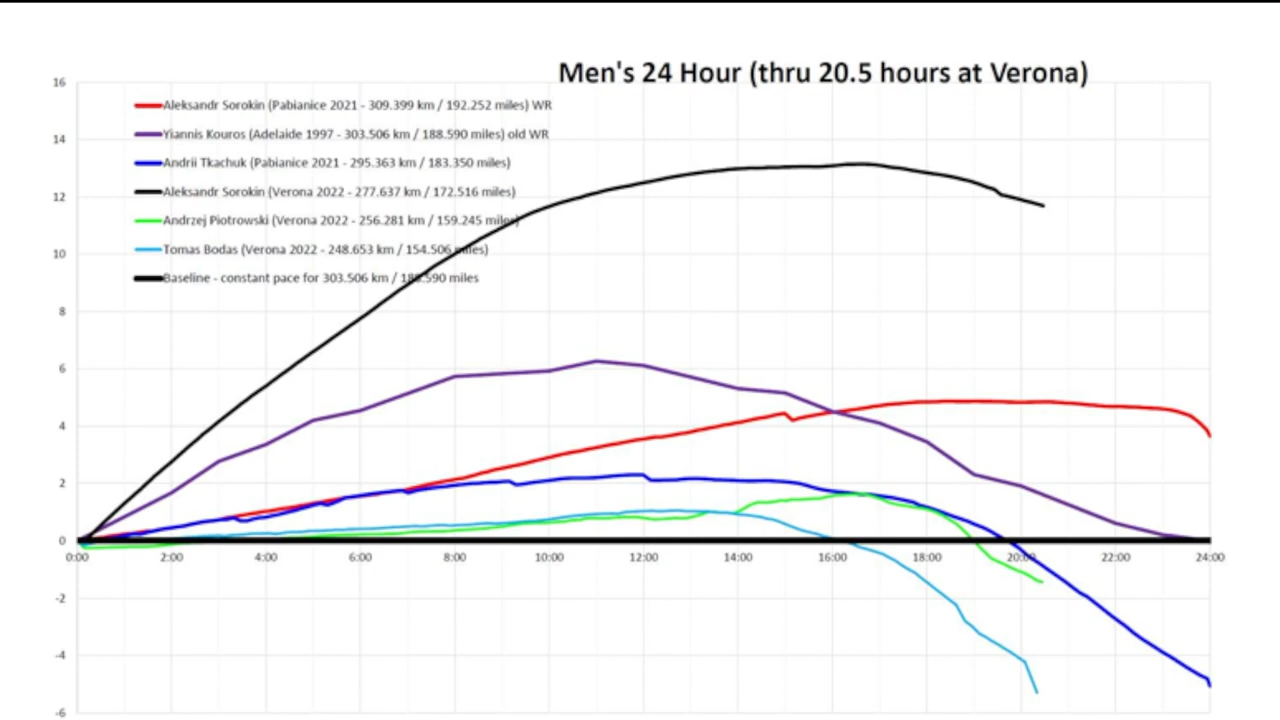 Men's 24 Hour (thru 20.5 hours at Verona)
16
Aleksandr Sorokin (Pabianice 2021 - 309.399 km / 192.252 miles) WR
Yiannis Kouros (Adelaide 1997 - 303.506 km / 188.590 miles) old WR
14
Andrii Tkachuk (Pabianice 2021 - 295.363 km / 183.350 miles)
Aleksandr Sorokin (Verona 2022 - 277.637 km / 172.516 miles)
12
Andrzej Piotrowski (Verona 2022 - 256.281 km / 159.245 miles)
Tomas Bodas (Verona 2022 - 248.653 km / 154.506 miles)
10
Baseline - constant pace for 303.506 km / 188.590 miles
8
6
4
2
0
0:00 2:00 4:00 6:00 8:00 10:00 12:00 14:00 16:00 18:00 20:00 22:00 24:00
-2
-4
-6